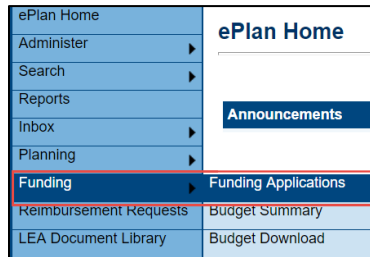 ePlan Home
Administer
Search
Reports
Inbox
Planning
Funding
Reimbursement Requests
LEA Document Library
ePlan Home
Announcements
Funding Applications
Budget Summary
Budget Download